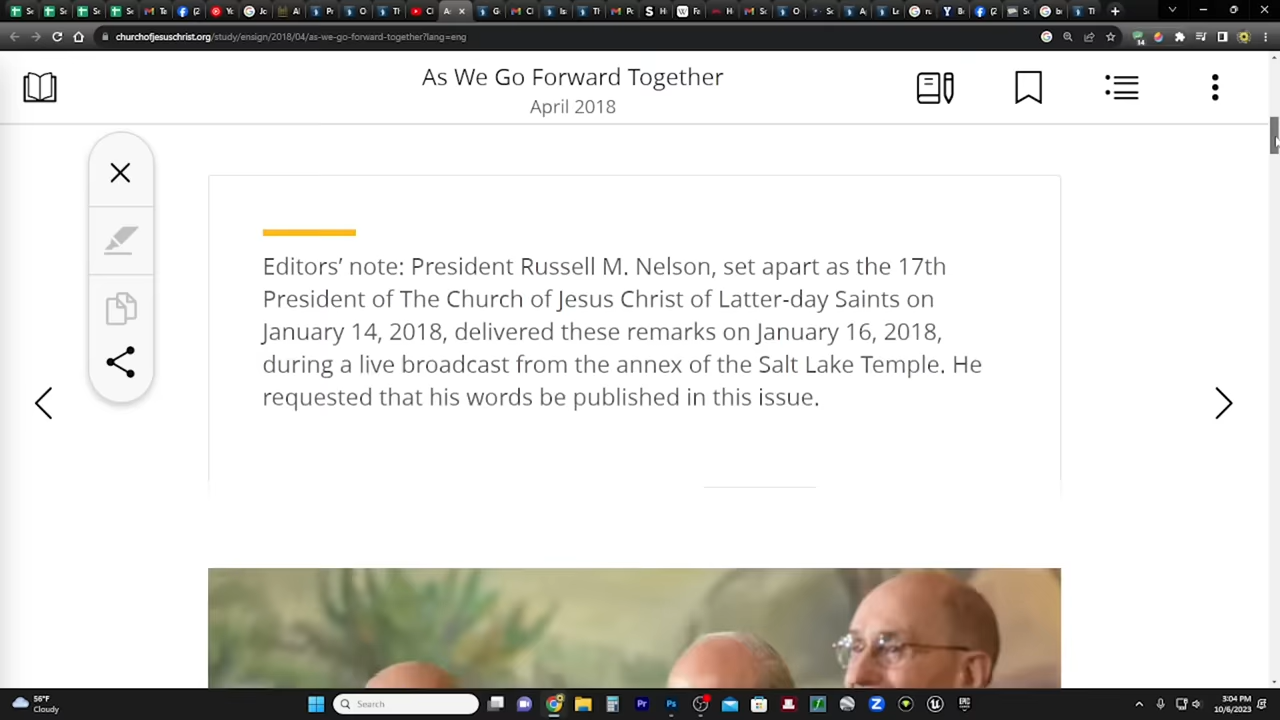 churchofjesuschrist.org/study/ensign/2018/04/as-we-go-forward-together?lang=eng
14
As We Go Forward Together
April 2018
Editors’ note: President Russell M. Nelson, set apart as the 17th
President of The Church of Jesus Christ of Latter-day Saints on
January 14, 2018, delivered these remarks on January 16, 2018,
during a live broadcast from the annex of the Salt Lake Temple. He
requested that his words be published in this issue.
56°F
Cloudy
Search
3:04 PM
10/6/2023